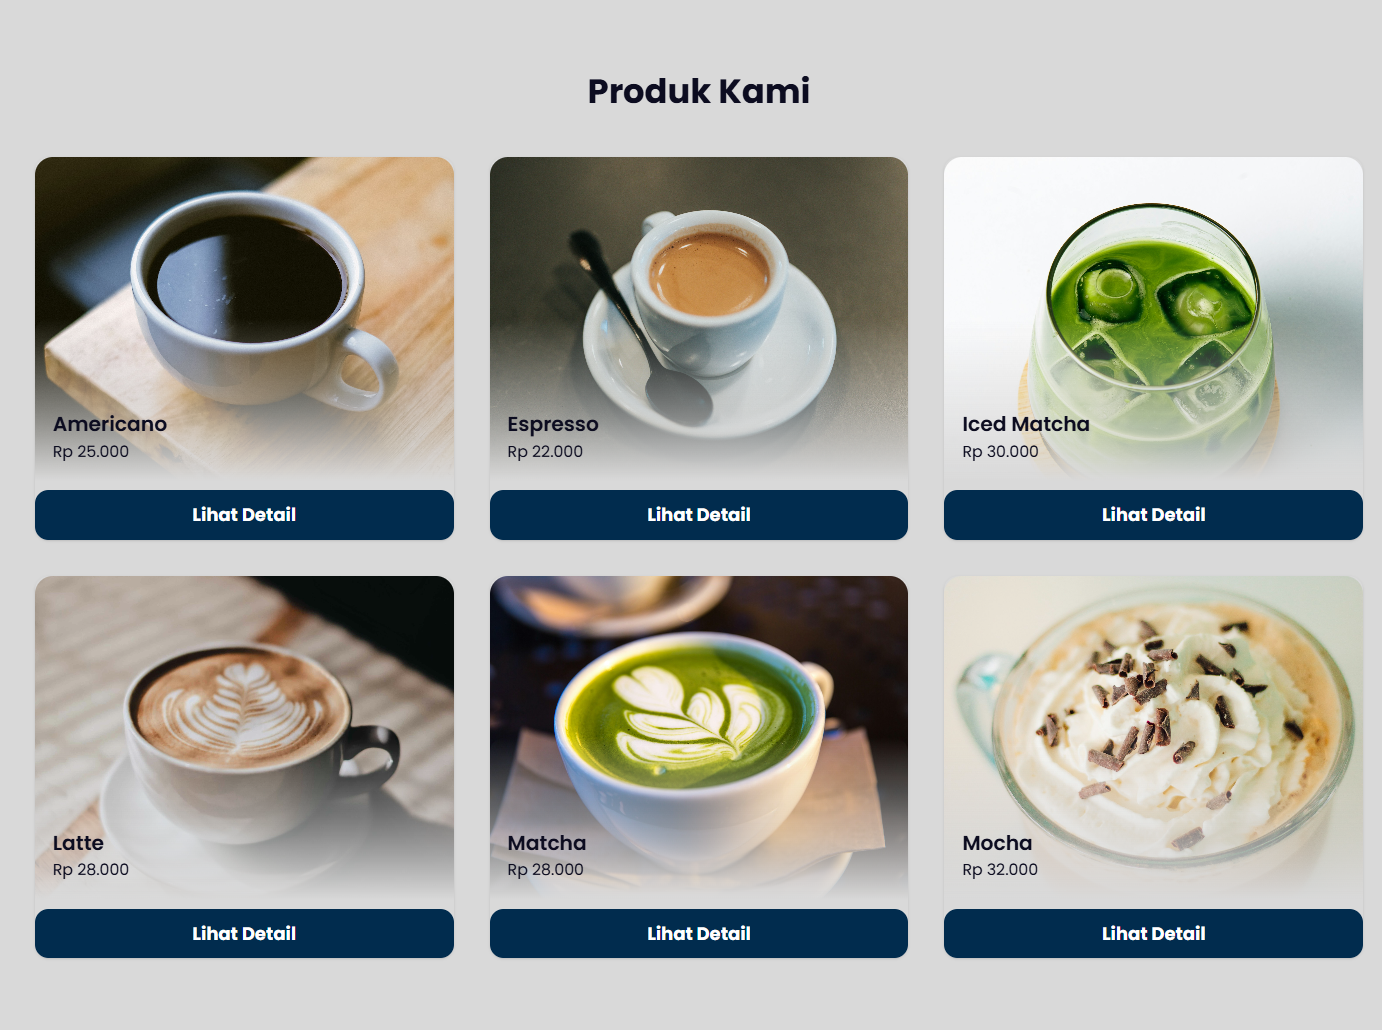 Produk Kami
Americano
Rp 25.000
Lihat Detail
Espresso
Rp 22.000
Lihat Detail
Iced Matcha
Rp 30.000
Lihat Detail
Latte
Rp 28.000
Lihat Detail
Matcha
Rp 28.000
Lihat Detail
Mocha
Rp 32.000
Lihat Detail